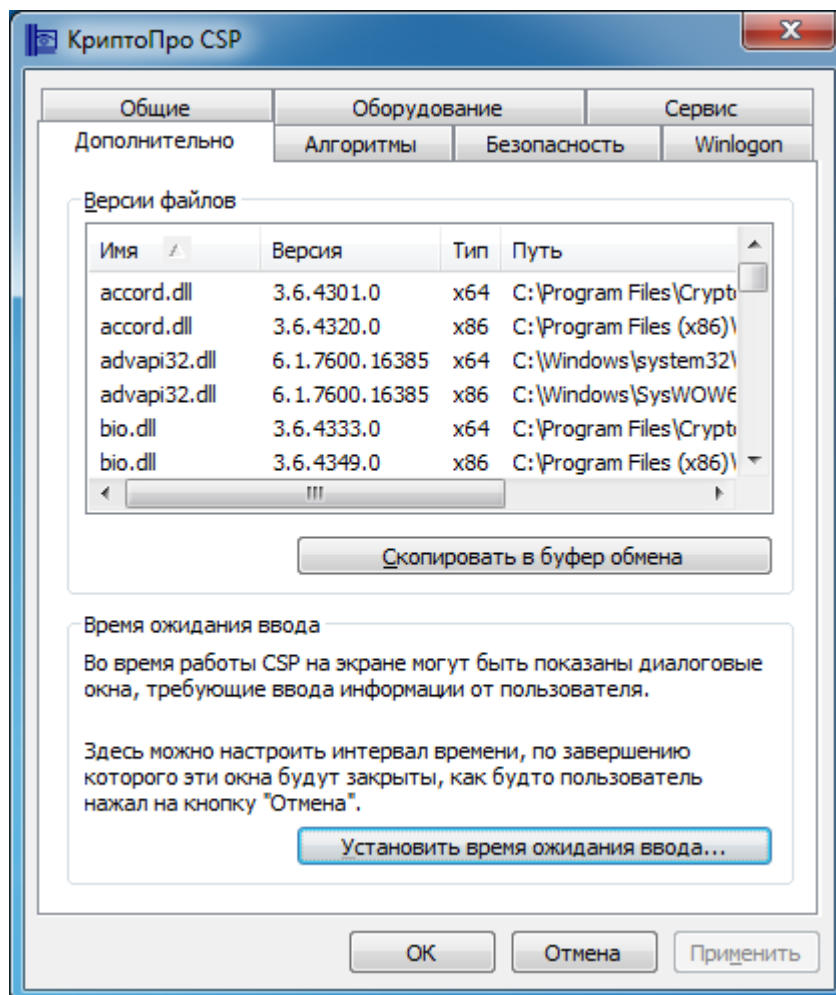 КриптоПро CSP
Общие Оборудование Сервис
Дополнительно Алгоритмы Безопасность Winlogon
Версии файлов
Имя Версия Тип Путь
accord.dll 3.6.4301.0 x64 C:\Program Files\Crypt
accord.dll 3.6.4320.0 x86 C:\Program Files (x86)\
advapi32.dll 6.1.7600.16385 x64 C:\Windows\system32\
advapi32.dll 6.1.7600.16385 x86 C:\Windows\SysWOW6
bio.dll 3.6.4333.0 x64 C:\Program Files\Crypt
bio.dll 3.6.4349.0 x86 C:\Program Files (x86)\
Скопировать в буфер обмена
Время ожидания ввода
Во время работы CSP на экране могут быть показаны диалоговые
окна, требующие ввода информации от пользователя.
Здесь можно настроить интервал времени, по завершению
которого эти окна будут закрыты, как будто пользователь
нажал на кнопку "Отмена".
Установить время ожидания ввода...
ОК Отмена Применить